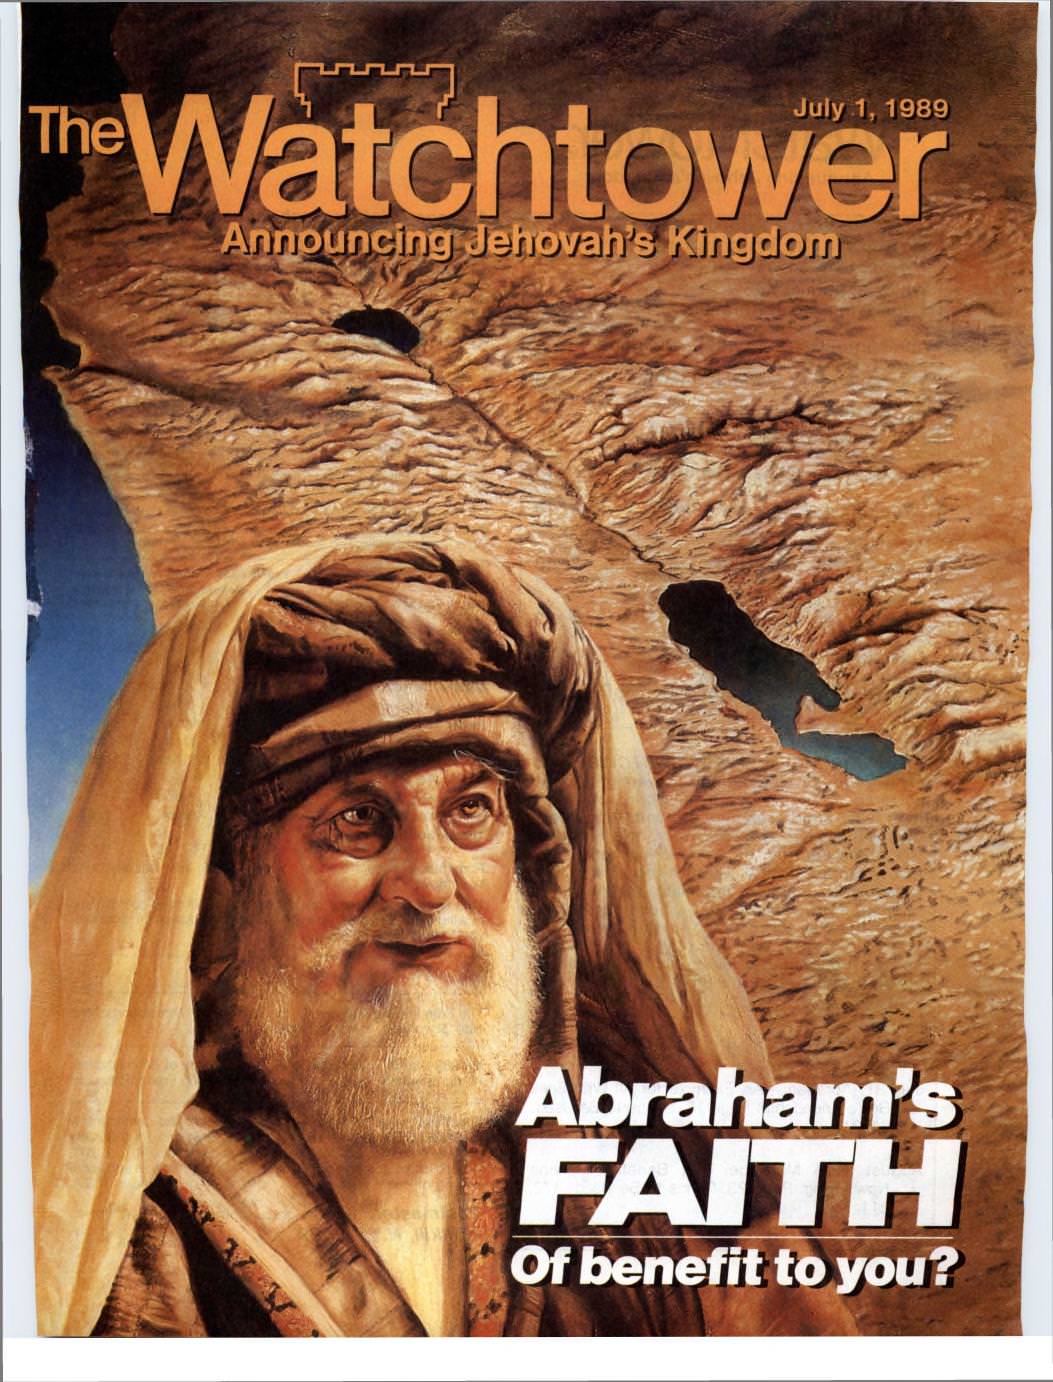 July 1, 1989
The Watchtower
Announcing Jehovah's Kingdom
Abraham's
FAITH
Of benefit to you?